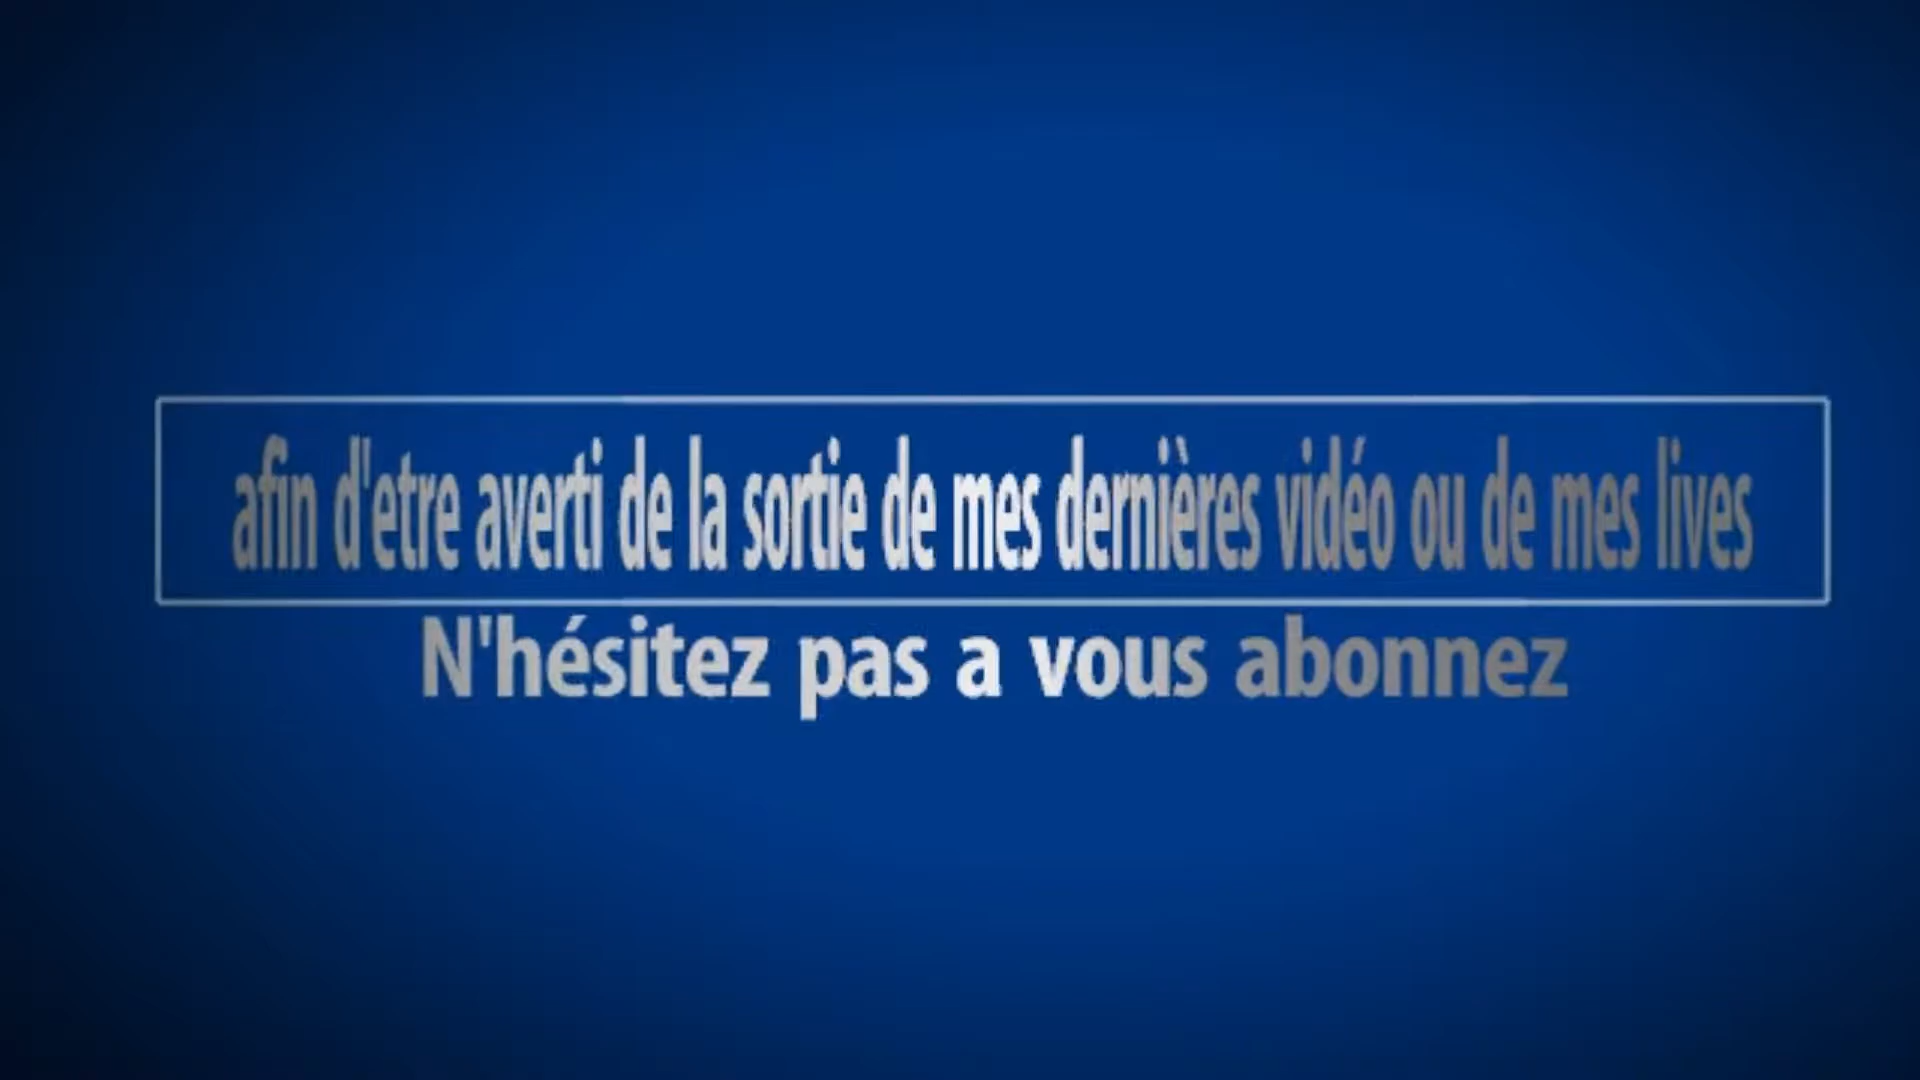 afin d'etre averti de la sortie de mes dernières vidéo ou de mes lives
N'hésitez pas a vous abonnez